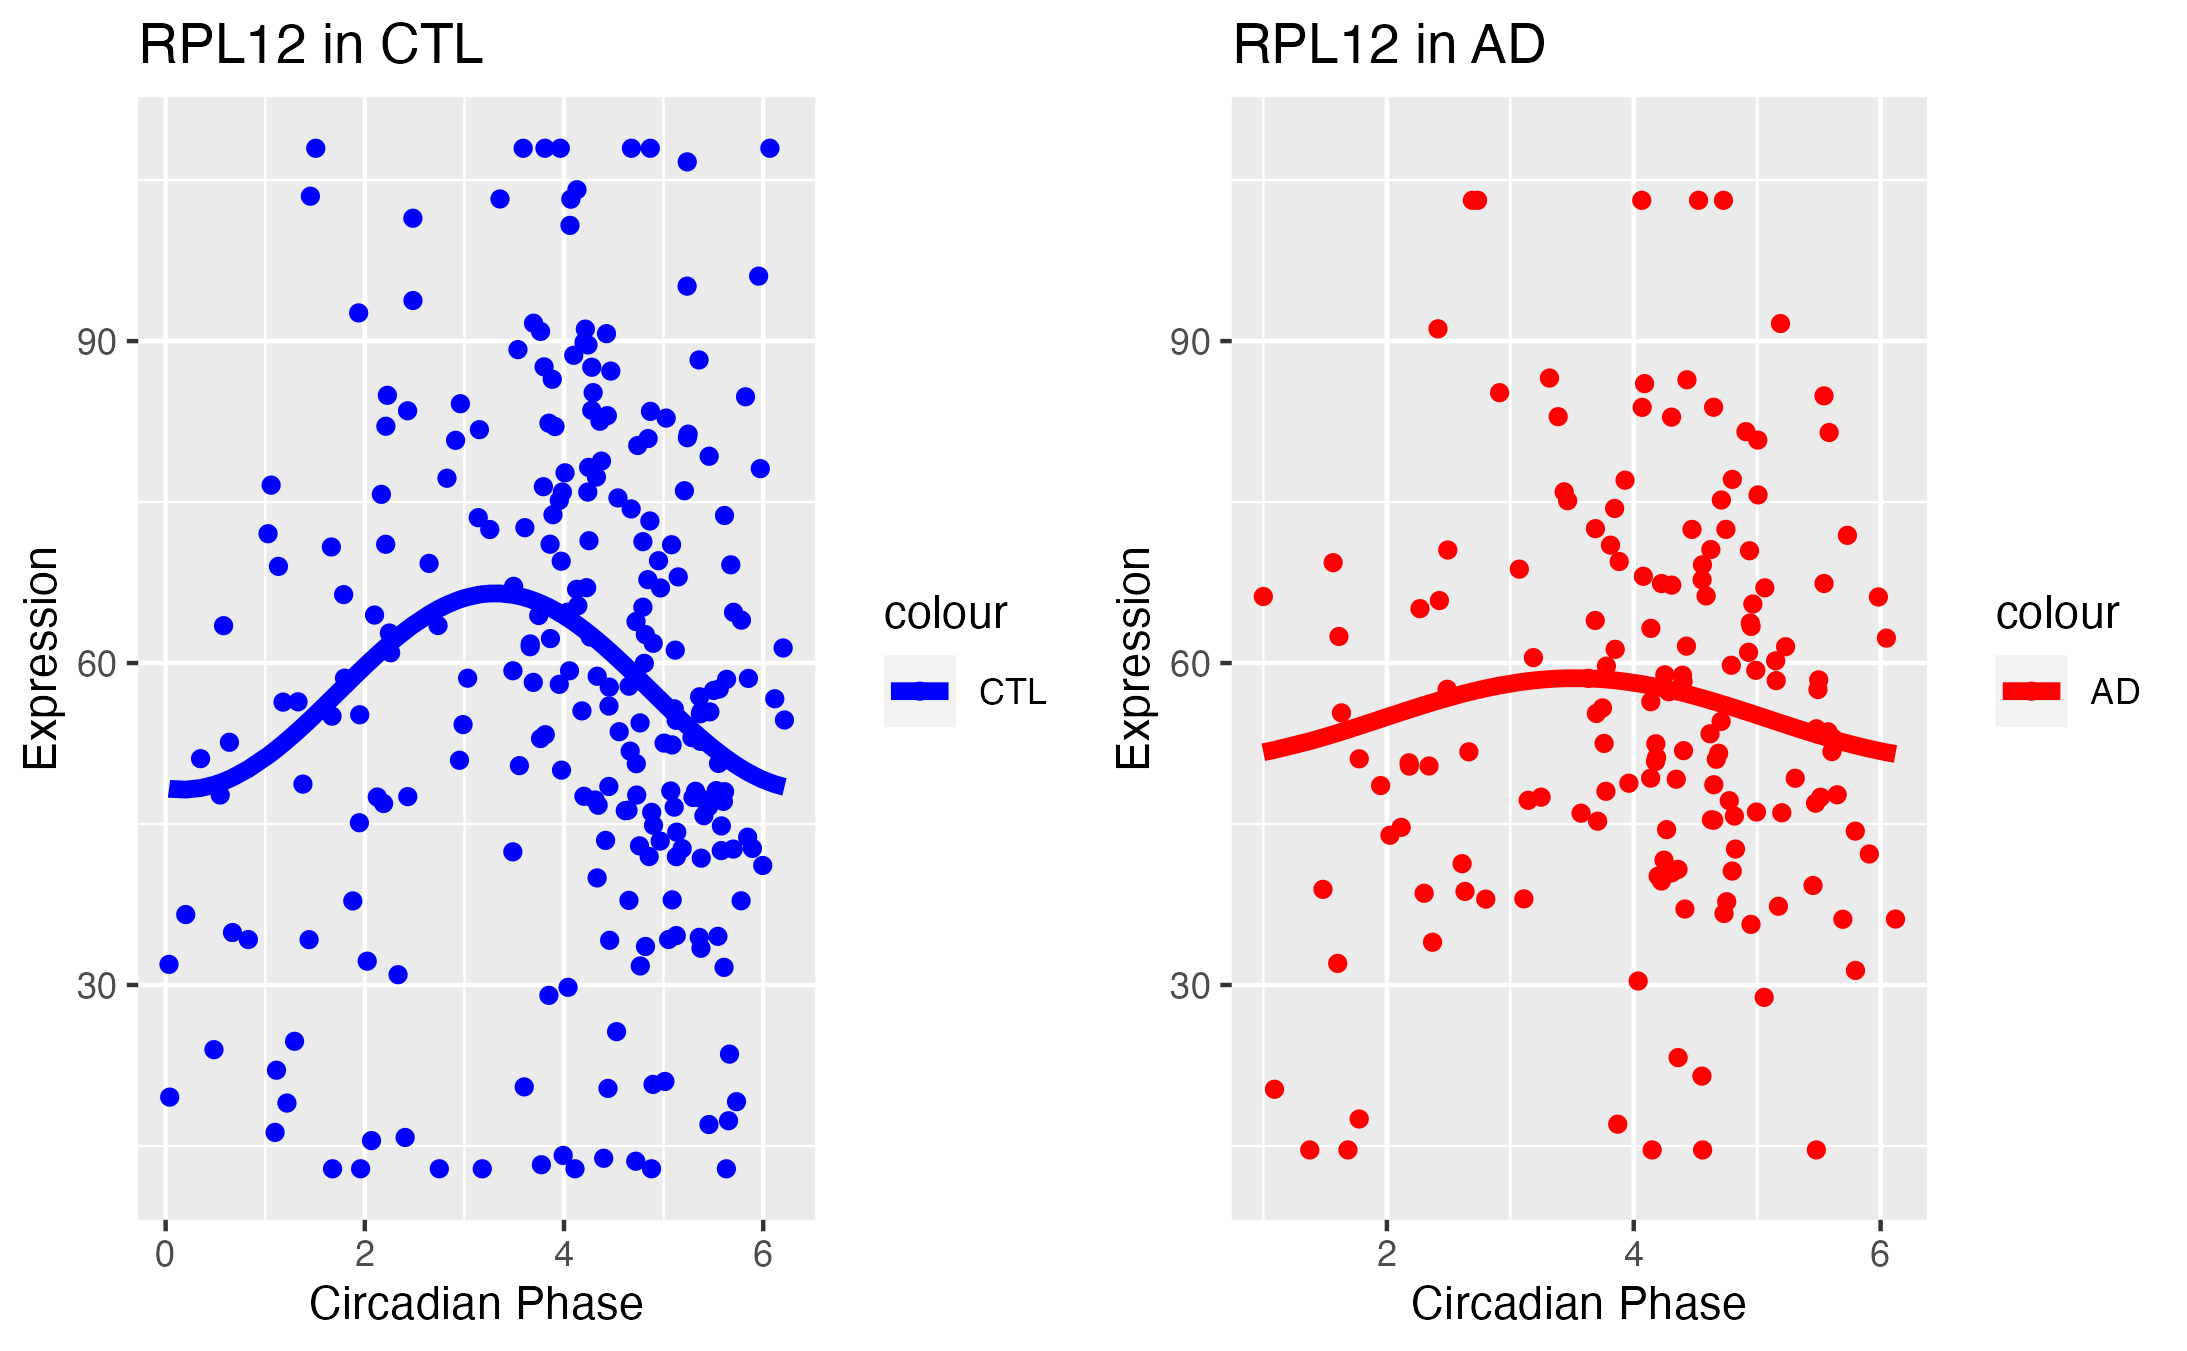 RPL12 in CTL
Expression
90
60
30
0 2 4 6
Circadian Phase
colour
CTL
RPL12 in AD
Expression
90
60
30
2 4 6
Circadian Phase
colour
AD